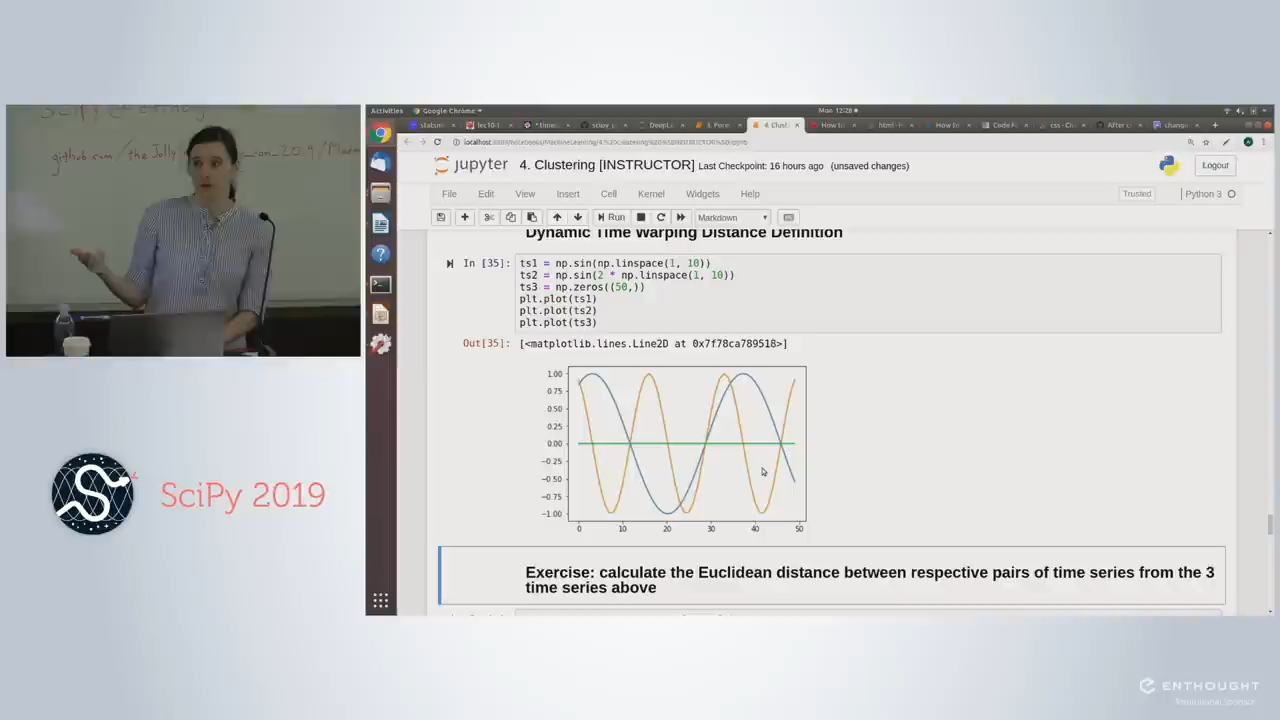 github.com/theJolly
Activities
Google Chrome
Mon 12:28
jupyter 4. Clustering [INSTRUCTOR] Last Checkpoint: 16 hours ago (unsaved changes)
Logout
File Edit View Insert Cell Kernel Widgets Help
Trusted Python 3
Run Markdown
Dynamic Time Warping Distance Definition
In [35]: ts1 = np.sin(np.linspace(1, 10))
ts2 = np.sin(2 * np.linspace(1, 10))
ts3 = np.zeros((50,))
plt.plot(ts1)
plt.plot(ts2)
plt.plot(ts3)
Out[35]: [<matplotlib.lines.Line2D at 0x7f78ca789518>]
1.00
0.75
0.50
0.25
0.00
−0.25
−0.50
−0.75
−1.00
0 10 20 30 40 50
Exercise: calculate the Euclidean distance between respective pairs of time series from the 3
time series above
SciPy 2019
ENTHOUGHT